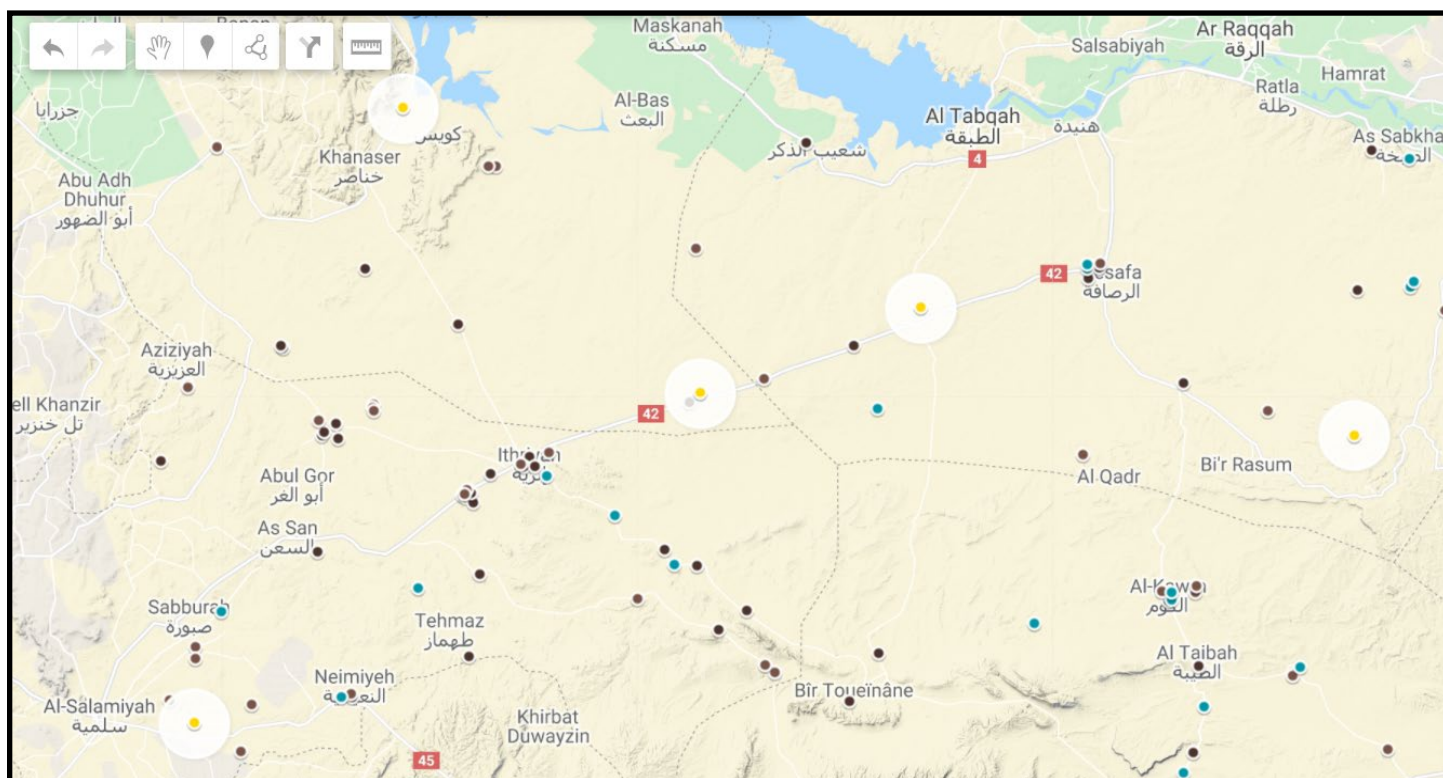 Maskanah
مسكنة
Ar Raqqah
الرقة
Salsabiyah
Hamrat
Ratla
رطلة
جزرايا
Al-Bas
البعث
Al Tabqah
الطبقة
هنيدة
As Sabkha
شعيب الذكر
4
Khanaser
خناصر
Abu Adh
Dhuhur
أبو الضهور
42
esafa
الرصافة
Aziziyah
العزيزية
ell Khanzir
تل خنزير
42
Abul Gor
أبو الغر
Al Qadr
Bi'r Rasum
As San
السعن
Sabburah
صبورة
Tehmaz
طهماز
الكوم
Al Taibah
الطيبة
Neimiyeh
Al-Salamiyah
سلمية
Bîr Toueïnâne
Khirbat
Duwayzin
45